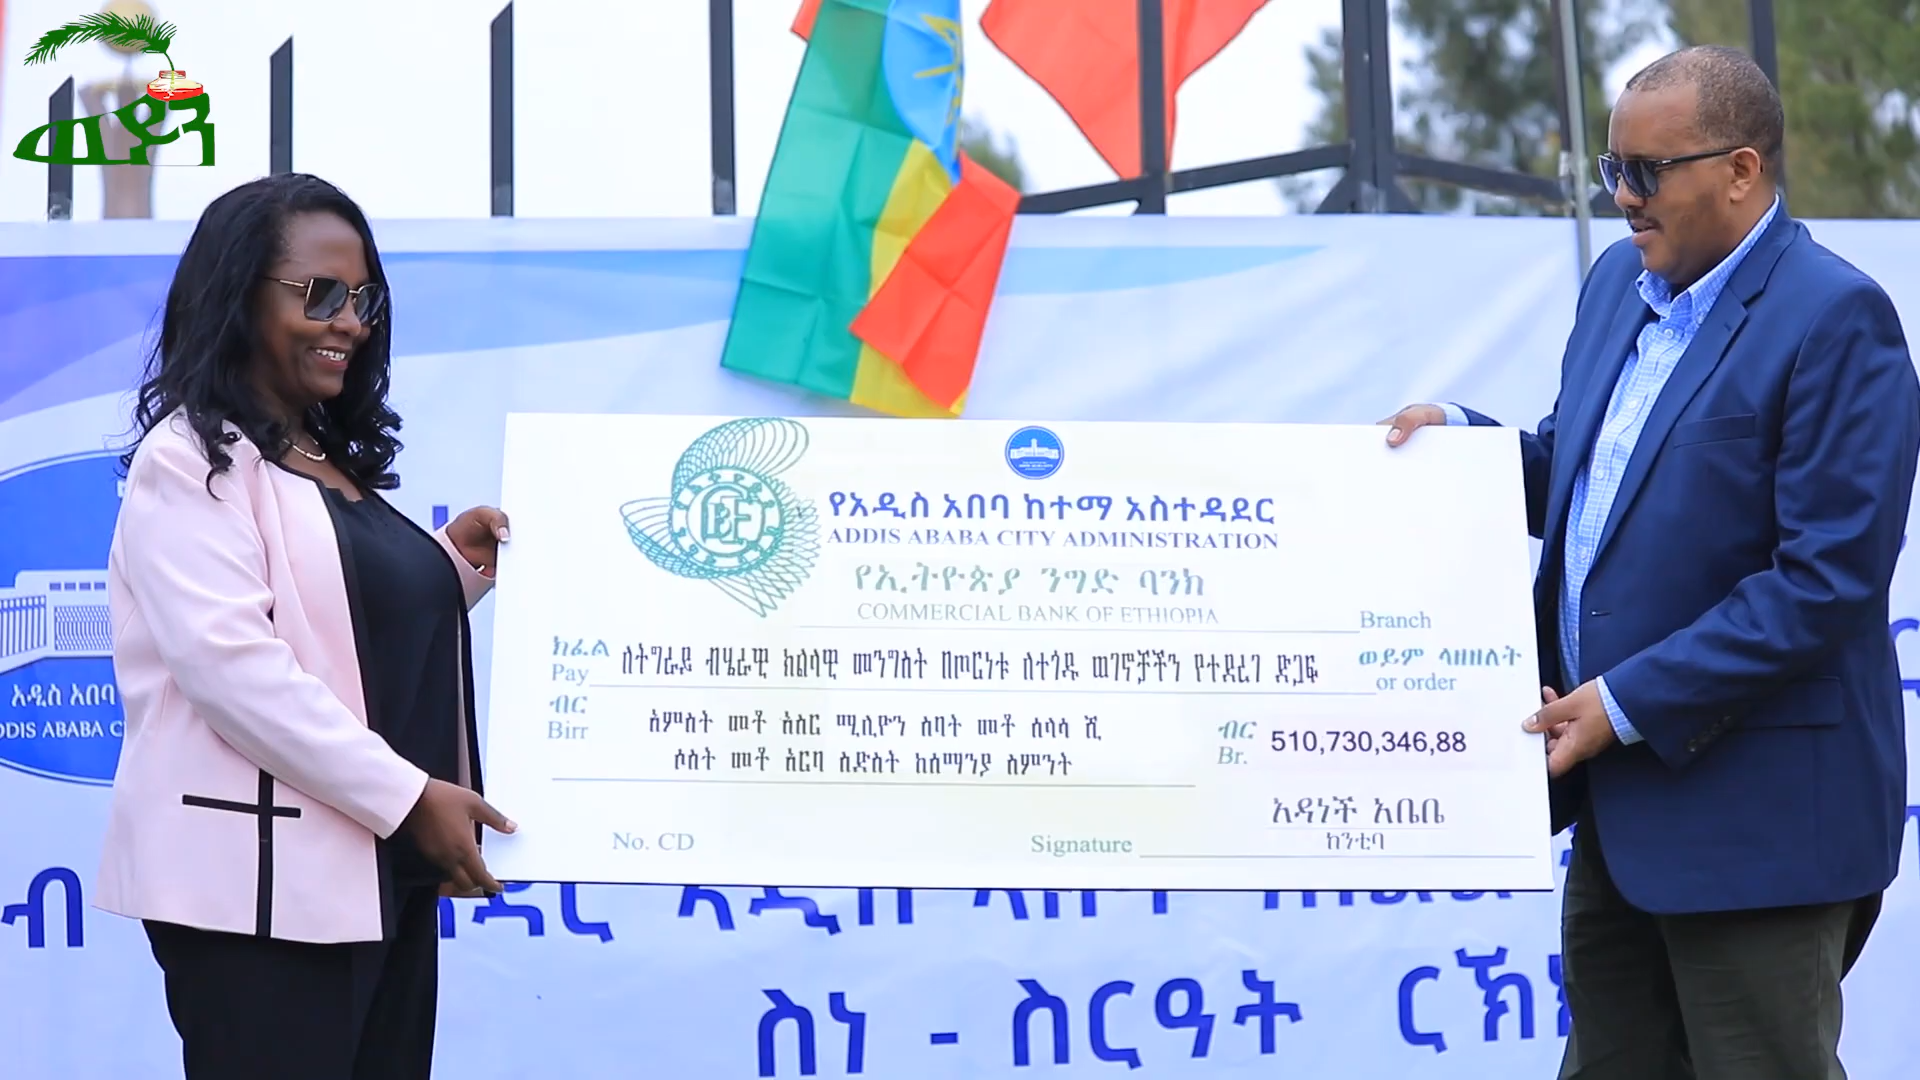 ወይን
የአዲስ አበባ ከተማ አስተዳደር
ADDIS ABABA CITY ADMINISTRATION
የኢትዮጵያ ንግድ ባንክ
COMMERCIAL BANK OF ETHIOPIA
Branch
ክፈል
Pay
ለትግራይ ብሄራዊ ክልላዊ መንግስት በጦርነቱ ለተጎዱ ወገኖቻችን የተደረገ ድጋፍ
ወይም ላዘዘለት
or order
ብር
Birr
አምስት መቶ አስር ሚሊዮን ሰባት መቶ ሰላሳ ሺ
ሶስት መቶ አርባ ስድስት ከሰማንያ ስምንት
ብር
Br. 510,730,346,88
አዳነች አቤቤ
ከንቲባ
No. CD
Signature
አዲስ አበባ
ADDIS ABABA
ስነ - ስርዓት